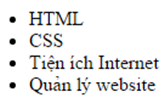 HTML
CSS
Tiện ích Internet
Quản lý website